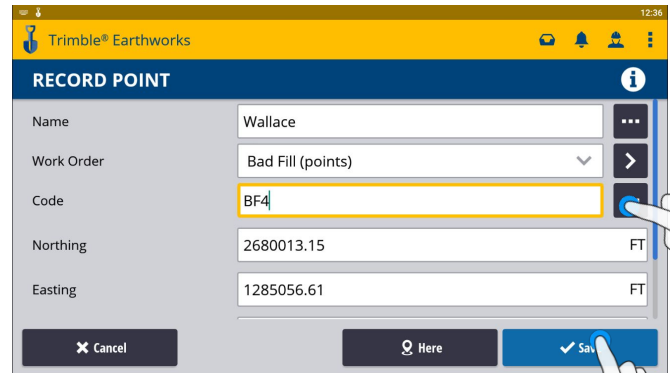 12:36
Trimble® Earthworks
RECORD POINT
Name Wallace
Work Order Bad Fill (points)
Code BF4
Northing 2680013.15 FT
Easting 1285056.61 FT
Cancel Here Sav